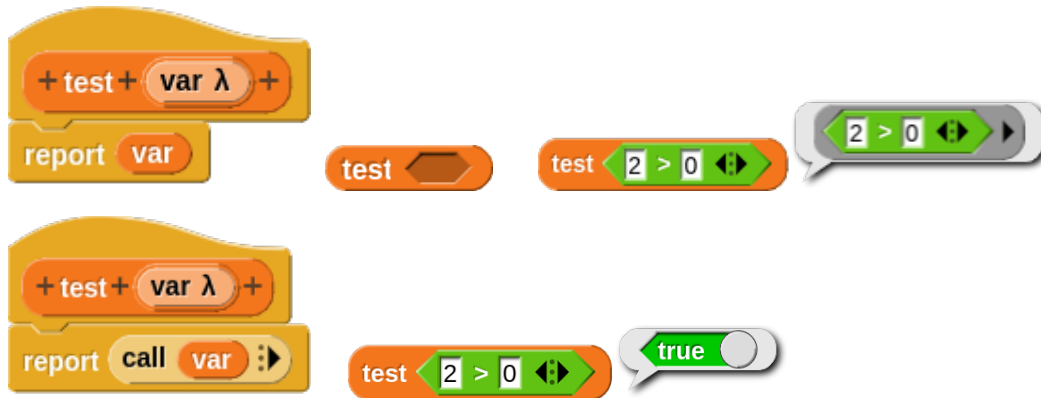 + test + var λ +
report var
test
test 2 > 0
2 > 0
+ test + var λ +
report call var
test 2 > 0
true